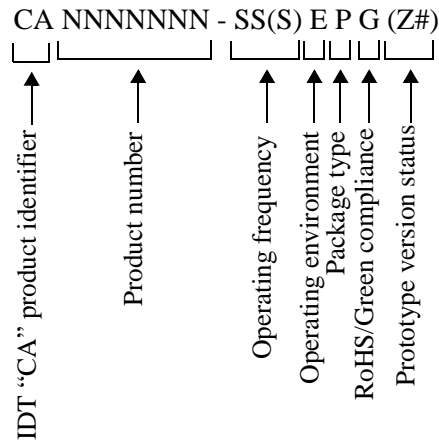 CA NNNNNNN - SS(S) E P G (Z#)
IDT “CA” product identifier
Product number
Operating frequency
Operating environment
Package type
RoHS/Green compliance
Prototype version status